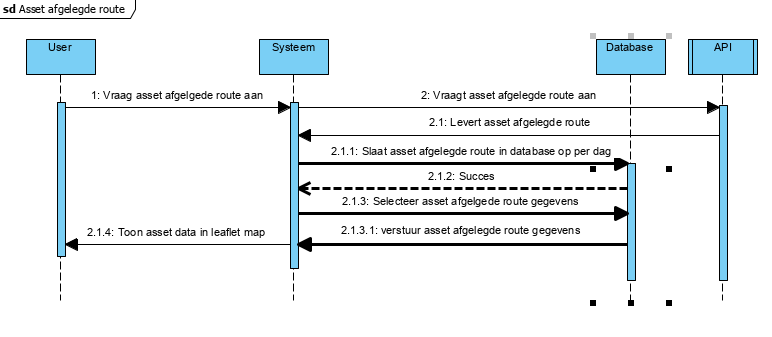 sd Asset afgelegde route
User
Systeem
Database
API
1: Vraag asset afgelgede route aan
2: Vraagt asset afgelegde route aan
2.1: Levert asset afgelegde route
2.1.1: Slaat asset afgelegde route in database op per dag
2.1.2: Succes
2.1.3: Selecteer asset afgelgede route gegevens
2.1.4: Toon asset data in leaflet map
2.1.3.1: verstuur asset afgelegde route gegevens